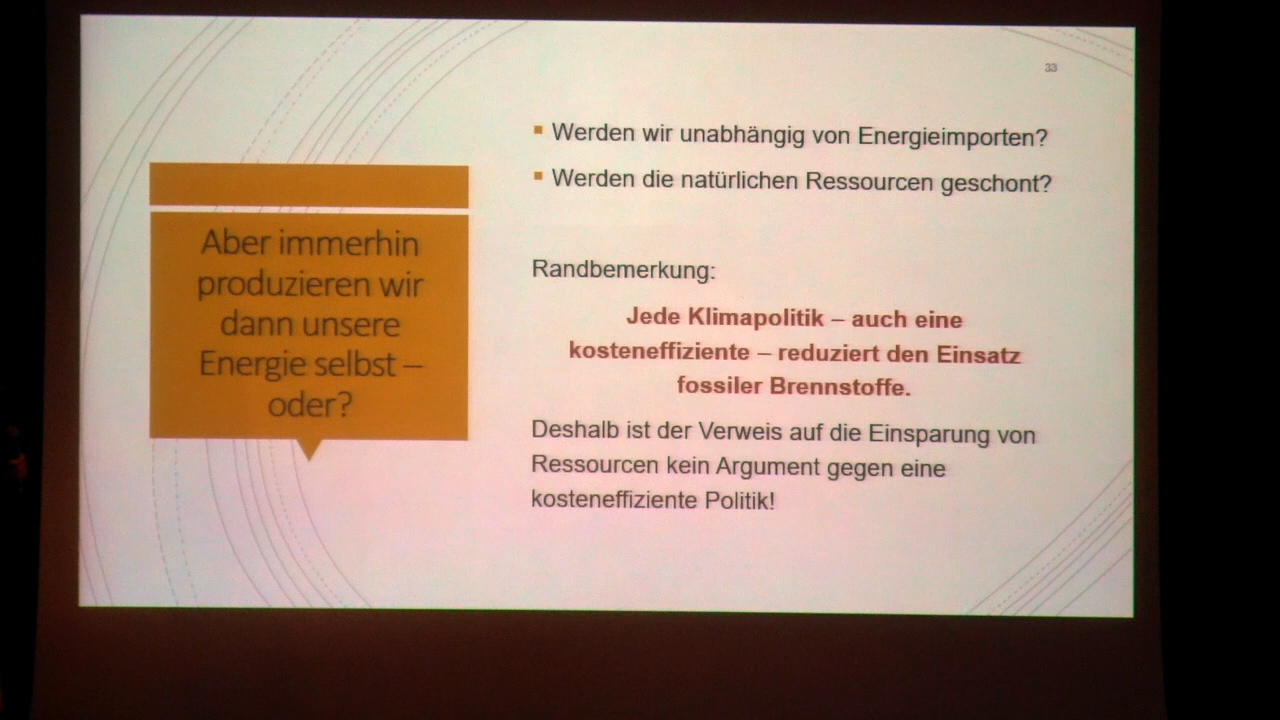 33
Aber immerhin
produzieren wir
dann unsere
Energie selbst –
oder?
▪ Werden wir unabhängig von Energieimporten?
▪ Werden die natürlichen Ressourcen geschont?
Randbemerkung:
Jede Klimapolitik – auch eine
kosteneffiziente – reduziert den Einsatz
fossiler Brennstoffe.
Deshalb ist der Verweis auf die Einsparung von
Ressourcen kein Argument gegen eine
kosteneffiziente Politik!